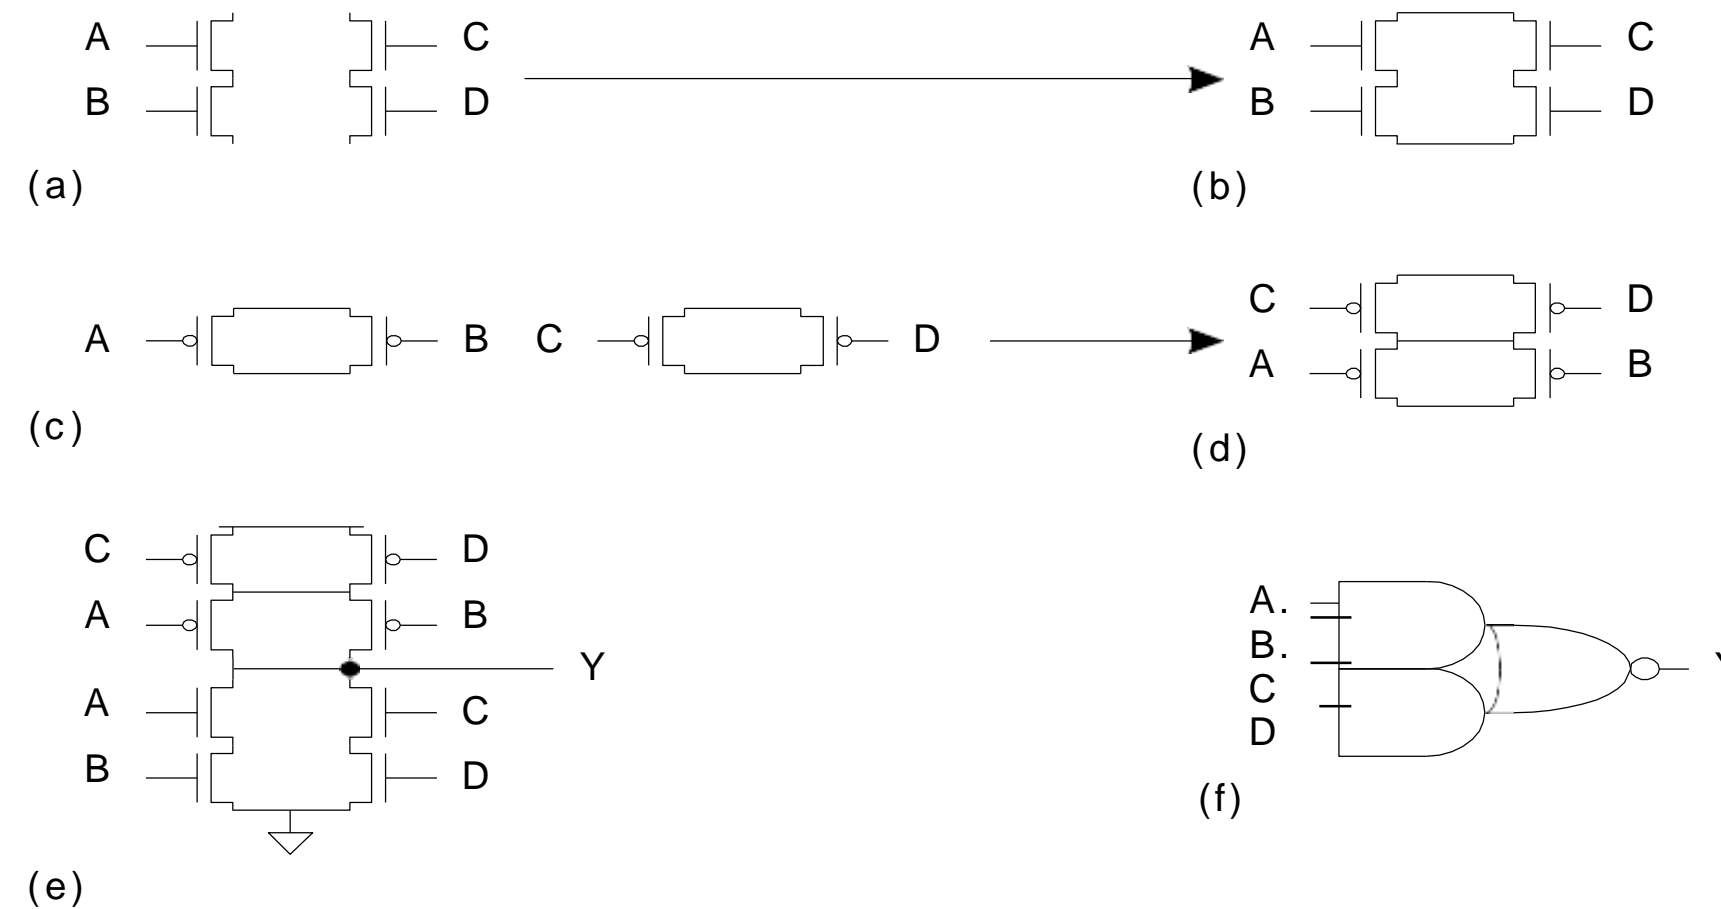 A C A C
B D B D
(a) (b)
C D
A B C D
A B
(c)
(d)
C D
A B
Y
A C
B D
(e)
A.
B.
C
D
(f)